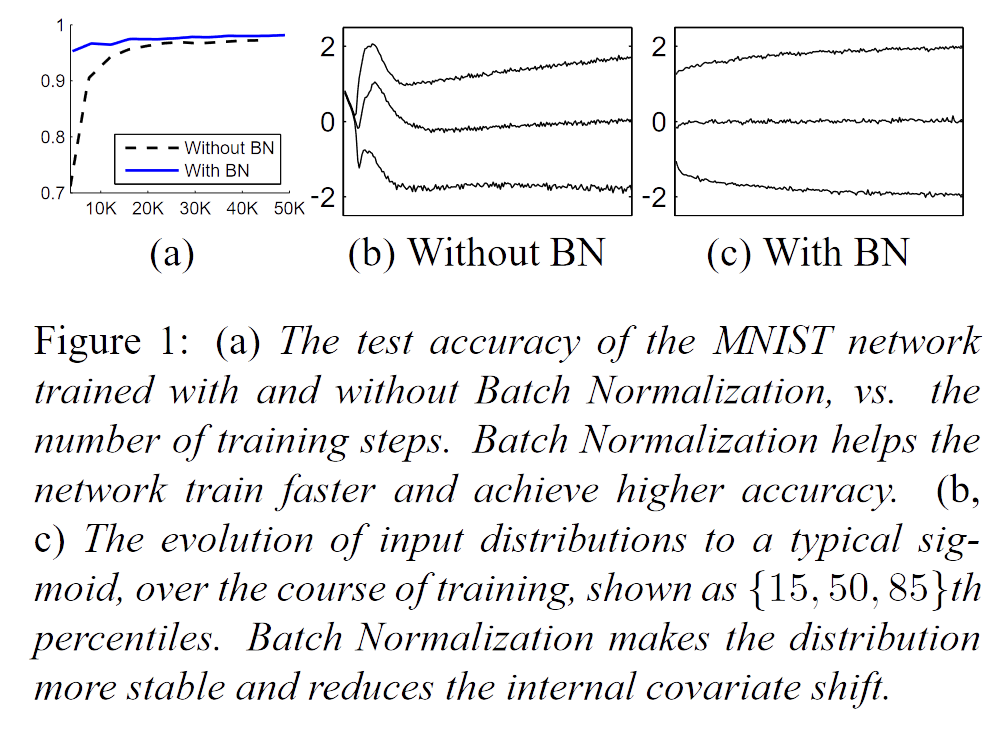 1
0.9
0.8
0.7
10K 20K 30K 40K 50K
Without BN
With BN
(a)
2
0
-2
(b) Without BN
2
0
-2
(c) With BN
Figure 1: (a) The test accuracy of the MNIST network
trained with and without Batch Normalization, vs. the
number of training steps. Batch Normalization helps the
network train faster and achieve higher accuracy. (b,
c) The evolution of input distributions to a typical sig-
moid, over the course of training, shown as {15, 50, 85}th
percentiles. Batch Normalization makes the distribution
more stable and reduces the internal covariate shift.